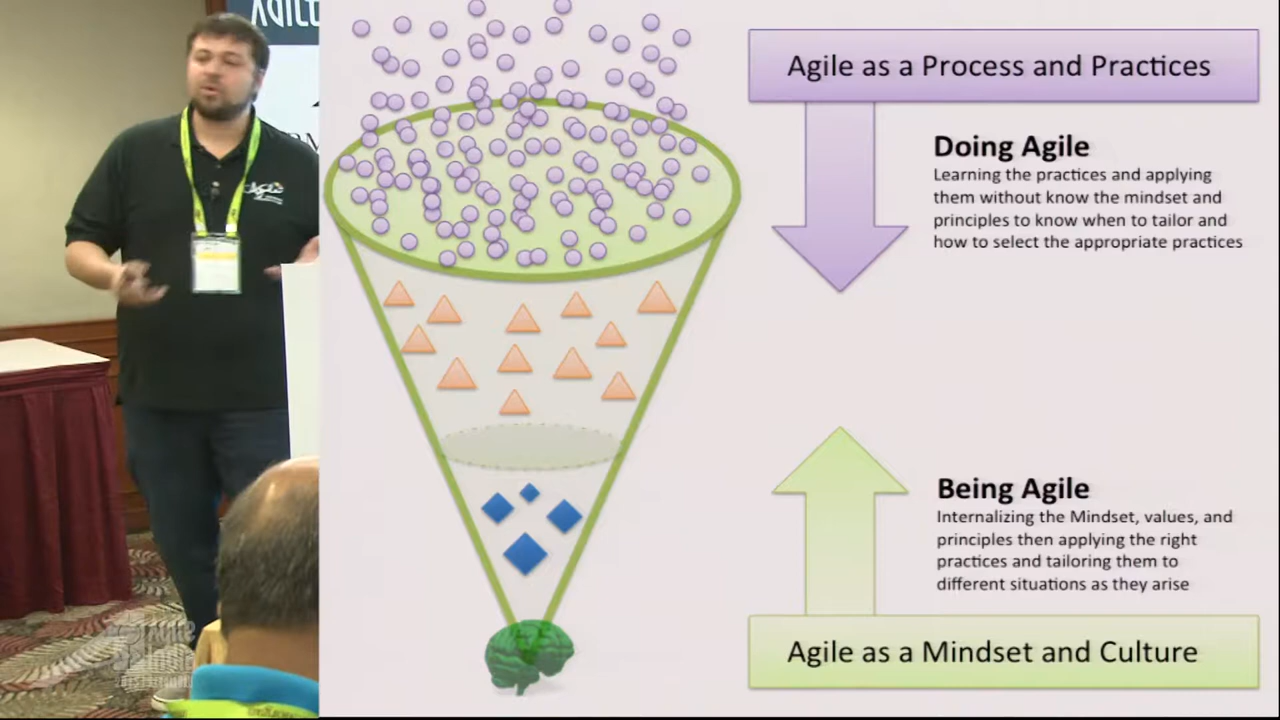 Agile as a Process and Practices
Doing Agile
Learning the practices and applying
them without know the mindset and
principles to know when to tailor and
how to select the appropriate practices
Being Agile
Internalizing the Mindset, values, and
principles then applying the right
practices and tailoring them to
different situations as they arise
Agile as a Mindset and Culture